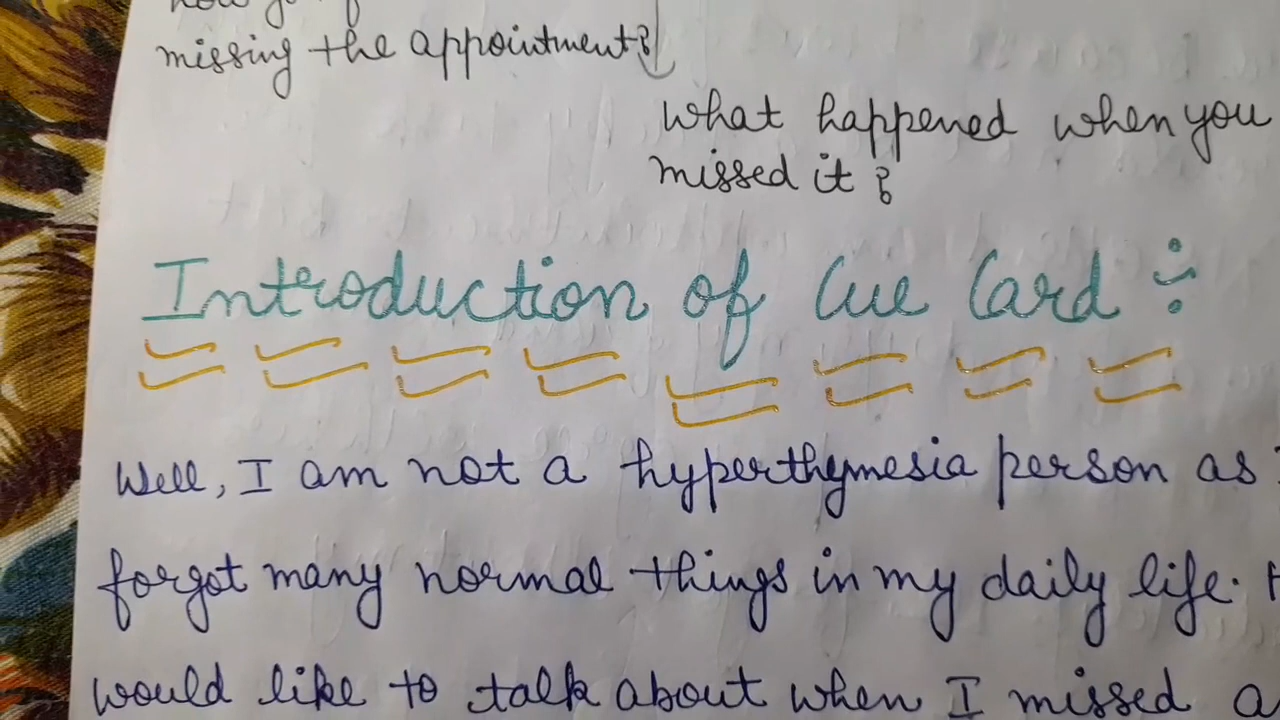 missing the appointment?
what happened when you
missed it?
Introduction of Cue Card ÷
Well, I am not a hyperthymesia person as
forgot many normal things in my daily life.
would like to talk about when I missed a